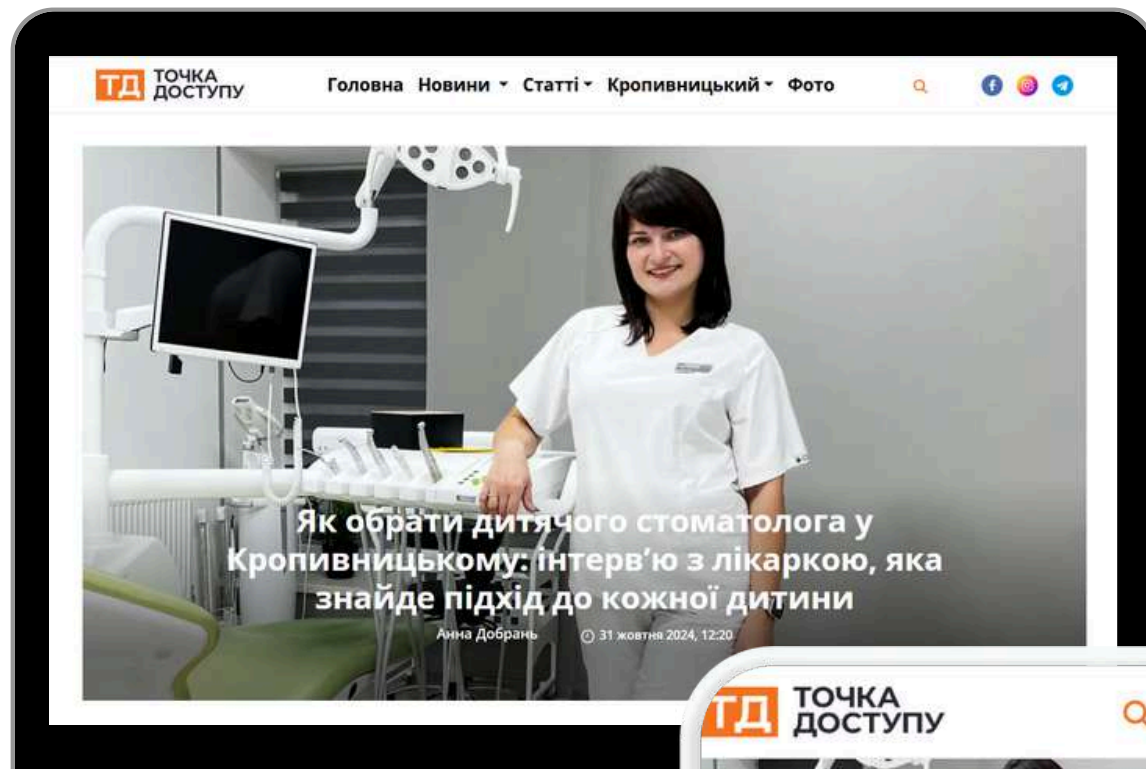 ТД ТОЧКА
ДОСТУПУ
Головна Новини Статті Кропивницький Фото
Як обрати дитячого стоматолога у
Кропивницькому: інтерв’ю з лікаркою, яка
знайде підхід до кожної дитини
Анна Добрань 31 жовтня 2024, 12:20
ТД ТОЧКА
ДОСТУПУ